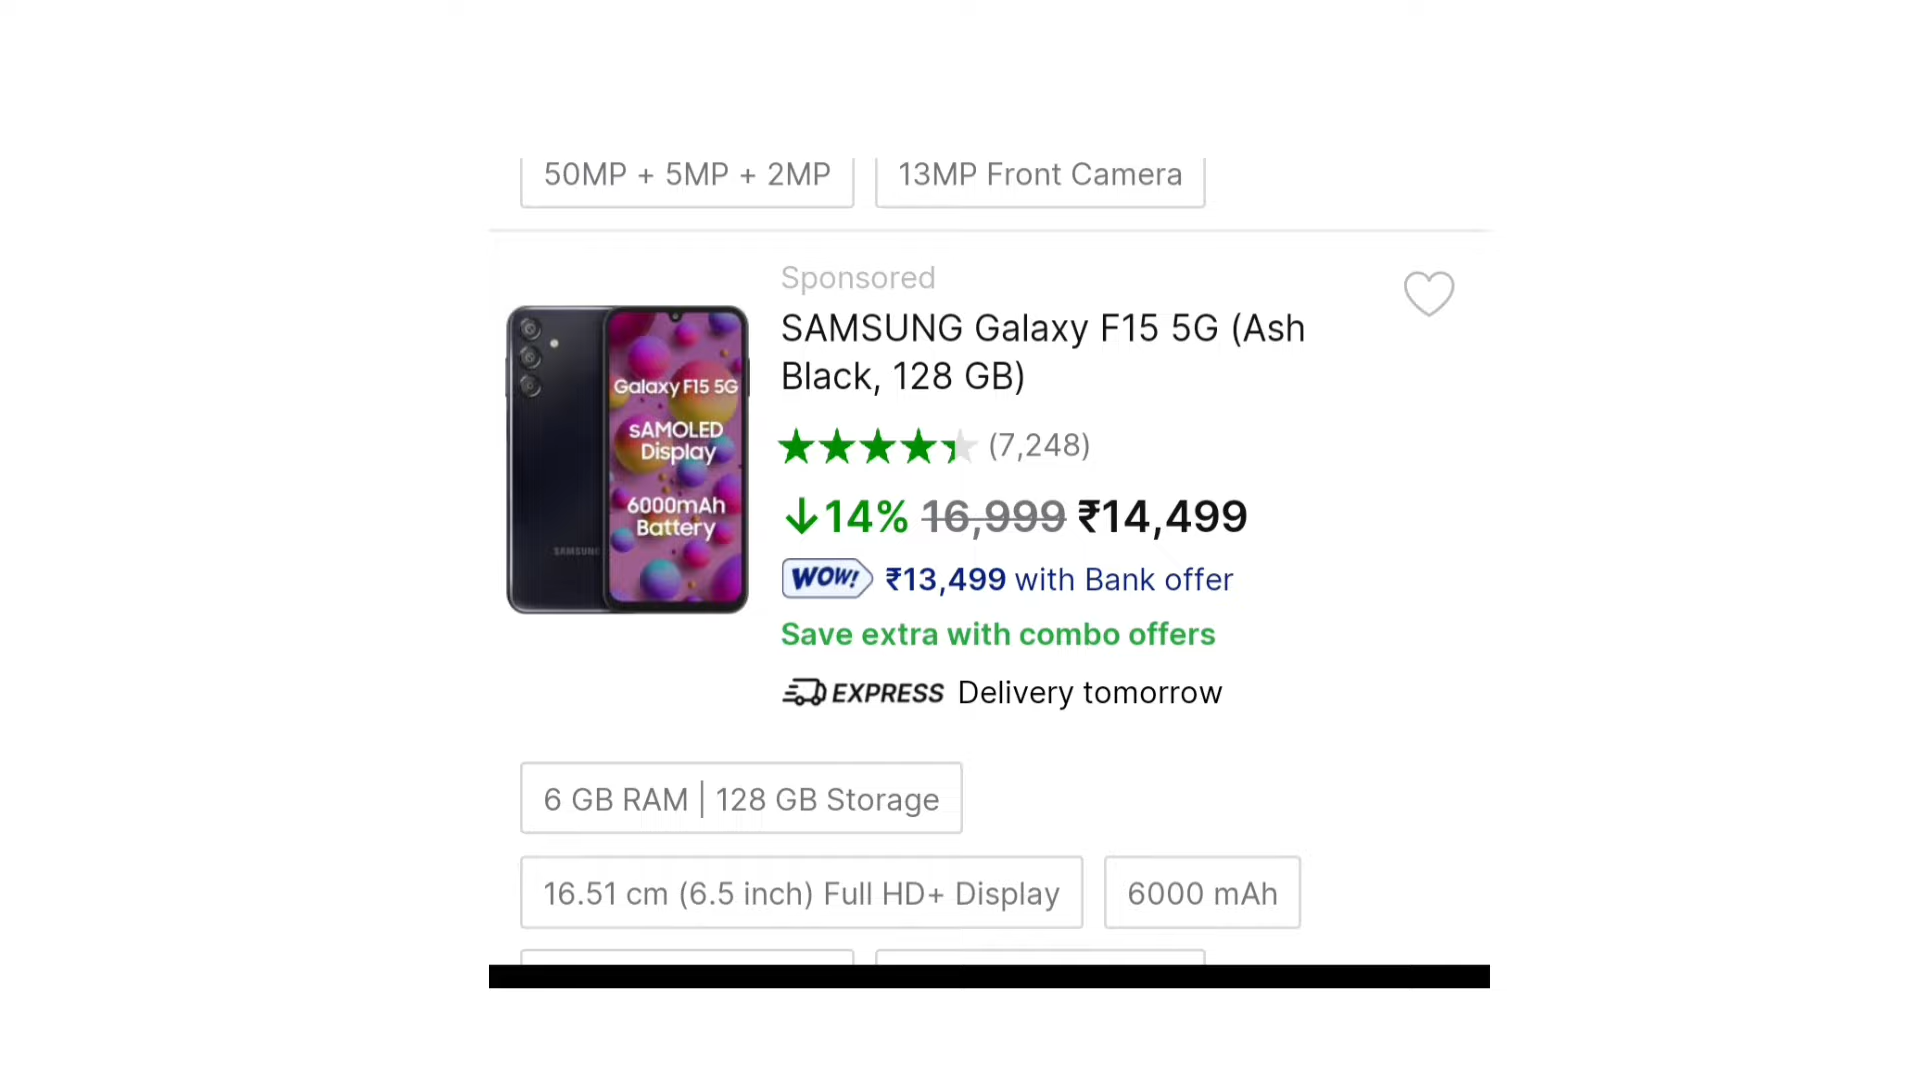 50MP + 5MP + 2MP
13MP Front Camera
Sponsored
SAMSUNG Galaxy F15 5G (Ash
Black, 128 GB)
(7,248)
↓14% 16,999 ₹14,499
WOW! ₹13,499 with Bank offer
Save extra with combo offers
EXPRESS Delivery tomorrow
Galaxy F15 5G
sAMOLED
Display
6000mAh
Battery
SAMSUNG
6 GB RAM | 128 GB Storage
16.51 cm (6.5 inch) Full HD+ Display
6000 mAh